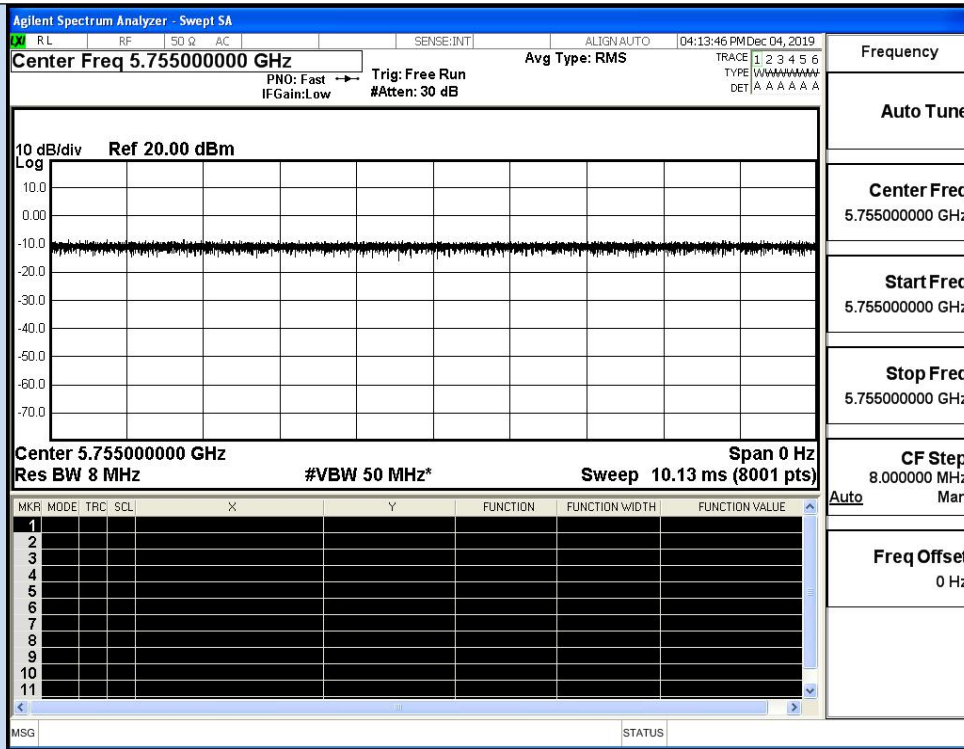 Agilent Spectrum Analyzer - Swept SA
LXI RL RF 50 Ω AC SENSE:INT ALIGN AUTO 04:13:46 PM Dec 04, 2019
Center Freq 5.755000000 GHz
Avg Type: RMS
TRACE 1 2 3 4 5 6
TYPE
DET A A A A A A
PNO: Fast
IFGain:Low
Trig: Free Run
#Atten: 30 dB
10 dB/div Ref 20.00 dBm
Log
10.0
0.00
-10.0
-20.0
-30.0
-40.0
-50.0
-60.0
-70.0
Center 5.755000000 GHz Span 0 Hz
Res BW 8 MHz #VBW 50 MHz* Sweep 10.13 ms (8001 pts)
MKR MODE TRC SCL X Y FUNCTION FUNCTION WIDTH FUNCTION VALUE
1
2
3
4
5
6
7
8
9
10
11
MSG STATUS
Frequency
Auto Tune
Center Freq
5.755000000 GHz
Start Freq
5.755000000 GHz
Stop Freq
5.755000000 GHz
CF Step
8.000000 MHz
Auto Man
Freq Offset
0 Hz